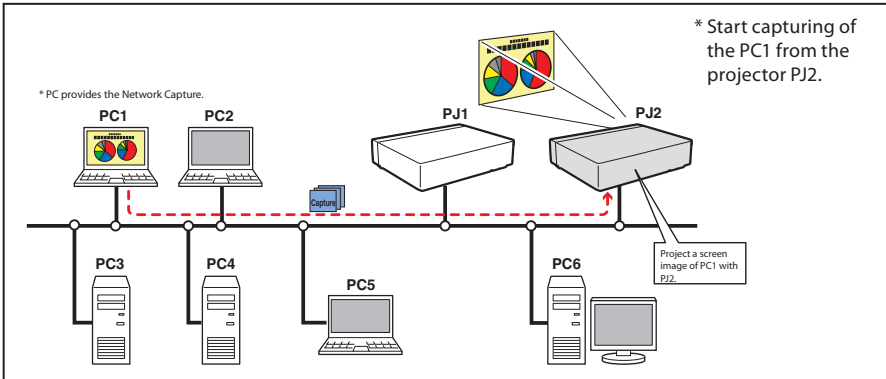 * Start capturing of
the PC1 from the
projector PJ2.
* PC provides the Network Capture.
PC1
PC2
PJ1
PJ2
Capture
Project a screen
image of PC1 with
PJ2.
PC3
PC4
PC5
PC6